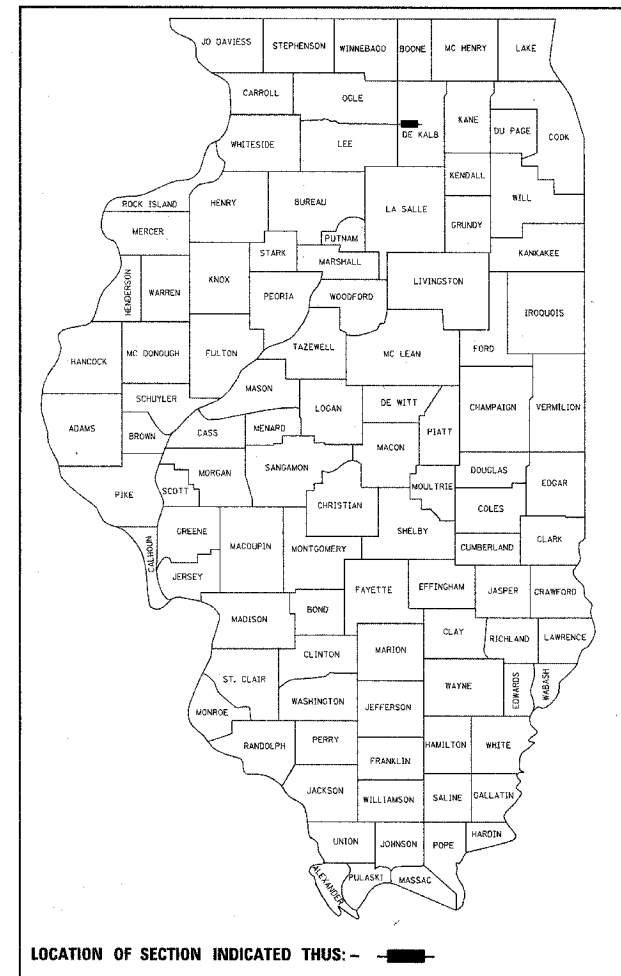 JO DAVIESS STEPHENSON WINNEBAGO BOONE MC HENRY LAKE
CARROLL OGLE KANE DU PAGE COOK
WHITESIDE LEE DE KALB
KENDALL WILL
ROCK ISLAND HENRY BUREAU LA SALLE GRUNDY
MERCER PUTNAM KANKAKEE
STARK MARSHALL
HENDERSON WARREN KNOX PEORIA WOODFORD LIVINGSTON IROQUOIS
HANCOCK MC DONOUGH FULTON TAZEWELL MC LEAN FORD
SCHUYLER MASON DE WITT CHAMPAIGN VERMILION
ADAMS BROWN CASS MENARD LOGAN PIATT
MACON
PIKE SCOTT MORGAN SANGAMON MOULTRIE DOUGLAS EDGAR
CHRISTIAN COLES
CALHOUN GREENE MACOUPIN MONTGOMERY SHELBY CUMBERLAND CLARK
JERSEY FAYETTE EFFINGHAM JASPER CRAWFORD
MADISON BOND
CLAY RICHLAND LAWRENCE
CLINTON MARION
ST. CLAIR WAYNE EDWARDS WABASH
MONROE WASHINGTON JEFFERSON
RANDOLPH PERRY HAMILTON WHITE
FRANKLIN
JACKSON WILLIAMSON SALINE GALLATIN
UNION JOHNSON POPE HARDIN
ALEXANDER PULASKI MASSAC
LOCATION OF SECTION INDICATED THUS: -